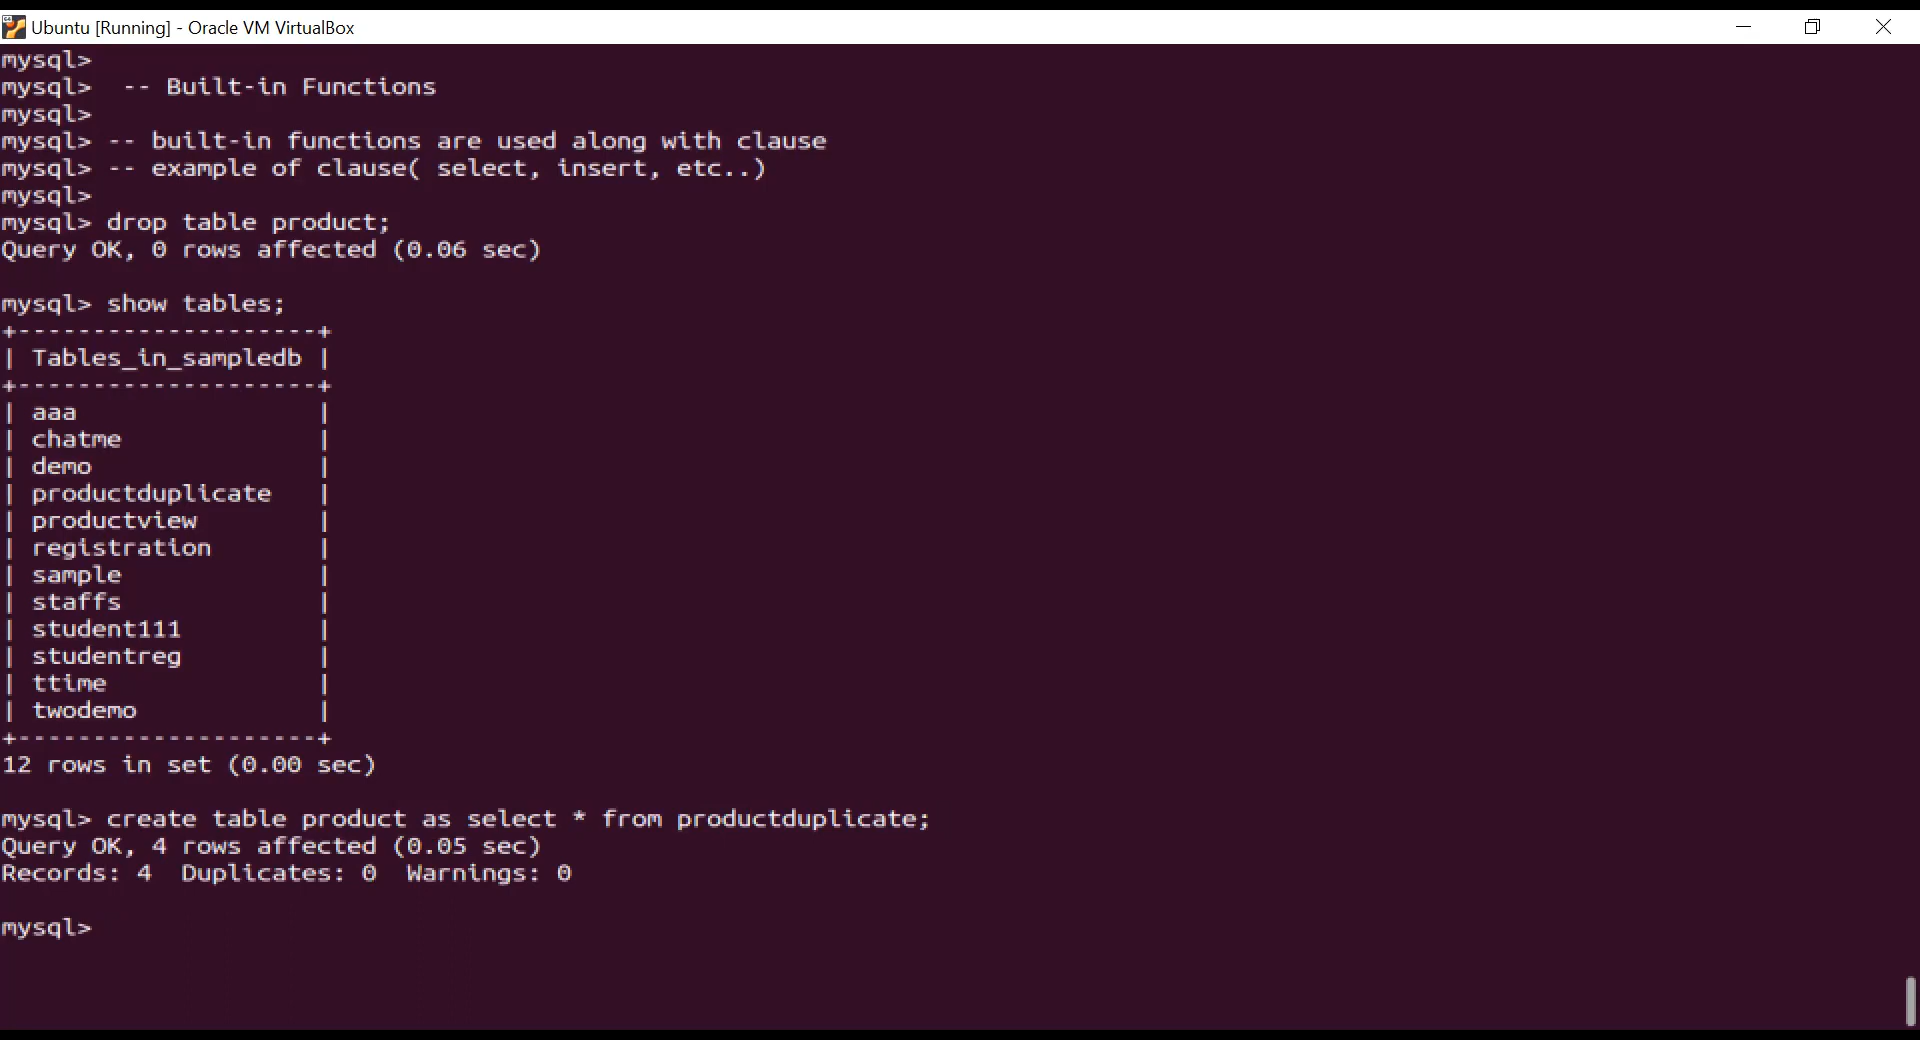 Ubuntu [Running] - Oracle VM VirtualBox
mysql>
mysql>  -- Built-in Functions
mysql>
mysql> -- built-in functions are used along with clause
mysql> -- example of clause( select, insert, etc..)
mysql>
mysql> drop table product;
Query OK, 0 rows affected (0.06 sec)
mysql> show tables;
+--------------------+
| Tables_in_sampledb |
+--------------------+
| aaa                |
| chatme             |
| demo               |
| productduplicate   |
| productview        |
| registration       |
| sample             |
| staffs             |
| student111         |
| studentreg         |
| ttime              |
| twodemo            |
+--------------------+
12 rows in set (0.00 sec)
mysql> create table product as select * from productduplicate;
Query OK, 4 rows affected (0.05 sec)
Records: 4  Duplicates: 0  Warnings: 0
mysql>